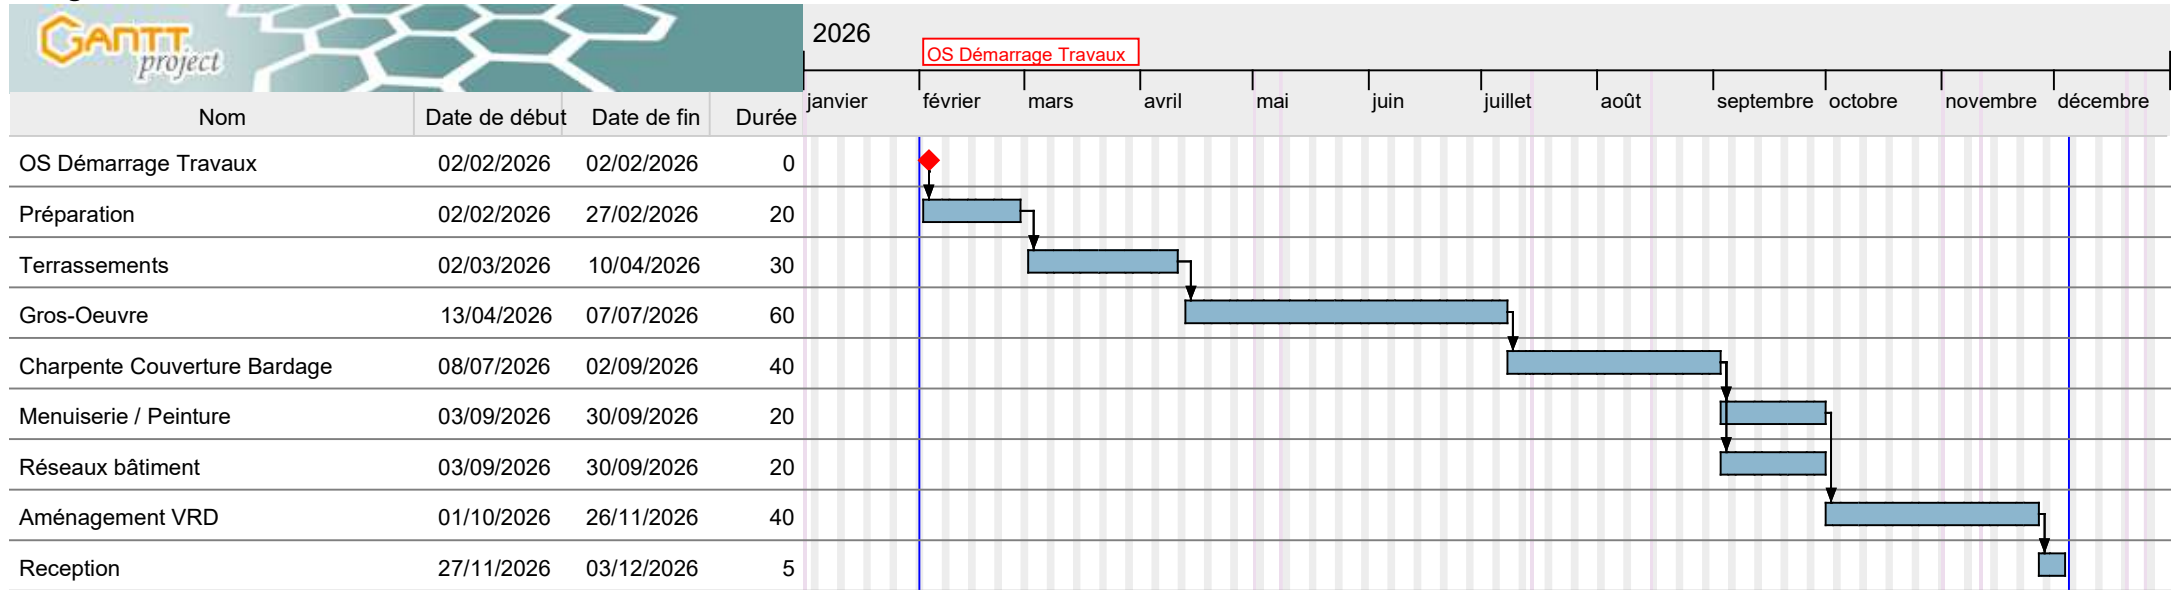 GANTT
project
2026
OS Démarrage Travaux
janvier février mars avril mai juin juillet août septembre octobre novembre décembre
Nom Date de début Date de fin Durée
OS Démarrage Travaux 02/02/2026 02/02/2026 0
Préparation 02/02/2026 27/02/2026 20
Terrassements 02/03/2026 10/04/2026 30
Gros-Oeuvre 13/04/2026 07/07/2026 60
Charpente Couverture Bardage 08/07/2026 02/09/2026 40
Menuiserie / Peinture 03/09/2026 30/09/2026 20
Réseaux bâtiment 03/09/2026 30/09/2026 20
Aménagement VRD 01/10/2026 26/11/2026 40
Reception 27/11/2026 03/12/2026 5